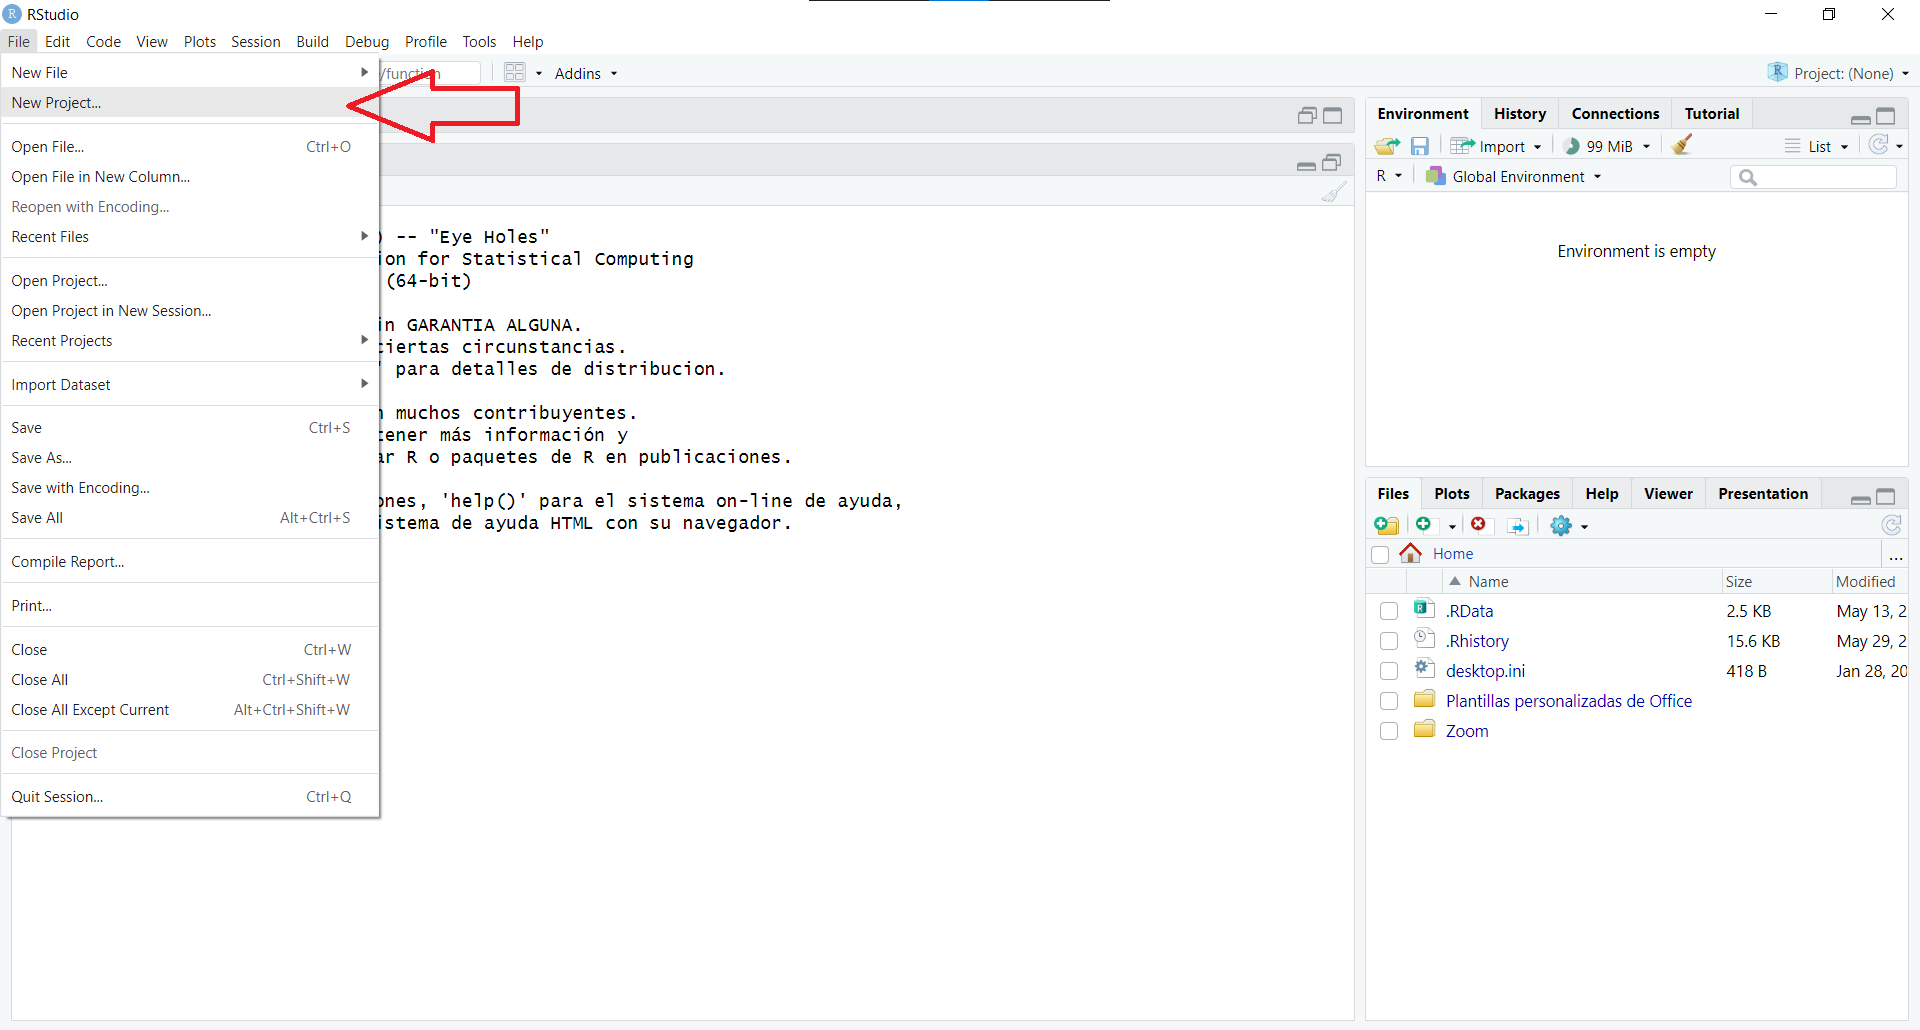 RStudio
File Edit Code View Plots Session Build Debug Profile Tools Help
/function Addins Project: (None)
New File
New Project...
Open File... Ctrl+O
Open File in New Column...
Reopen with Encoding...
Recent Files
Open Project...
Open Project in New Session...
Recent Projects
Import Dataset
Save Ctrl+S
Save As...
Save with Encoding...
Save All Alt+Ctrl+S
Compile Report...
Print...
Close Ctrl+W
Close All Ctrl+Shift+W
Close All Except Current Alt+Ctrl+Shift+W
Close Project
Quit Session... Ctrl+Q
) -- "Eye Holes"
ion for Statistical Computing
(64-bit)
in GARANTIA ALGUNA.
ciertas circunstancias.
' para detalles de distribucion.
n muchos contribuyentes.
tener más información y
ar R o paquetes de R en publicaciones.
ones, 'help()' para el sistema on-line de ayuda,
istema de ayuda HTML con su navegador.
Environment History Connections Tutorial
Import 99 MiB List
R Global Environment
Environment is empty
Files Plots Packages Help Viewer Presentation
Home ...
Name Size Modified
.RData 2.5 KB May 13, 2
.Rhistory 15.6 KB May 29, 2
desktop.ini 418 B Jan 28, 20
Plantillas personalizadas de Office
Zoom